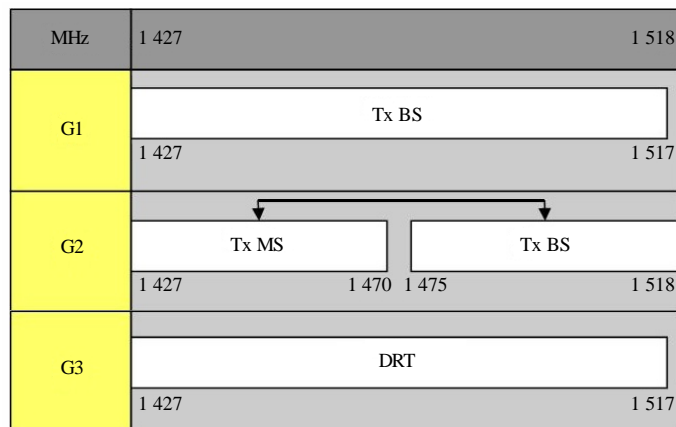 MHz 1 427 1 518
G1 Tx BS
1 427 1 517
G2 Tx MS Tx BS
1 427 1 470 1 475 1 518
G3 DRT
1 427 1 517